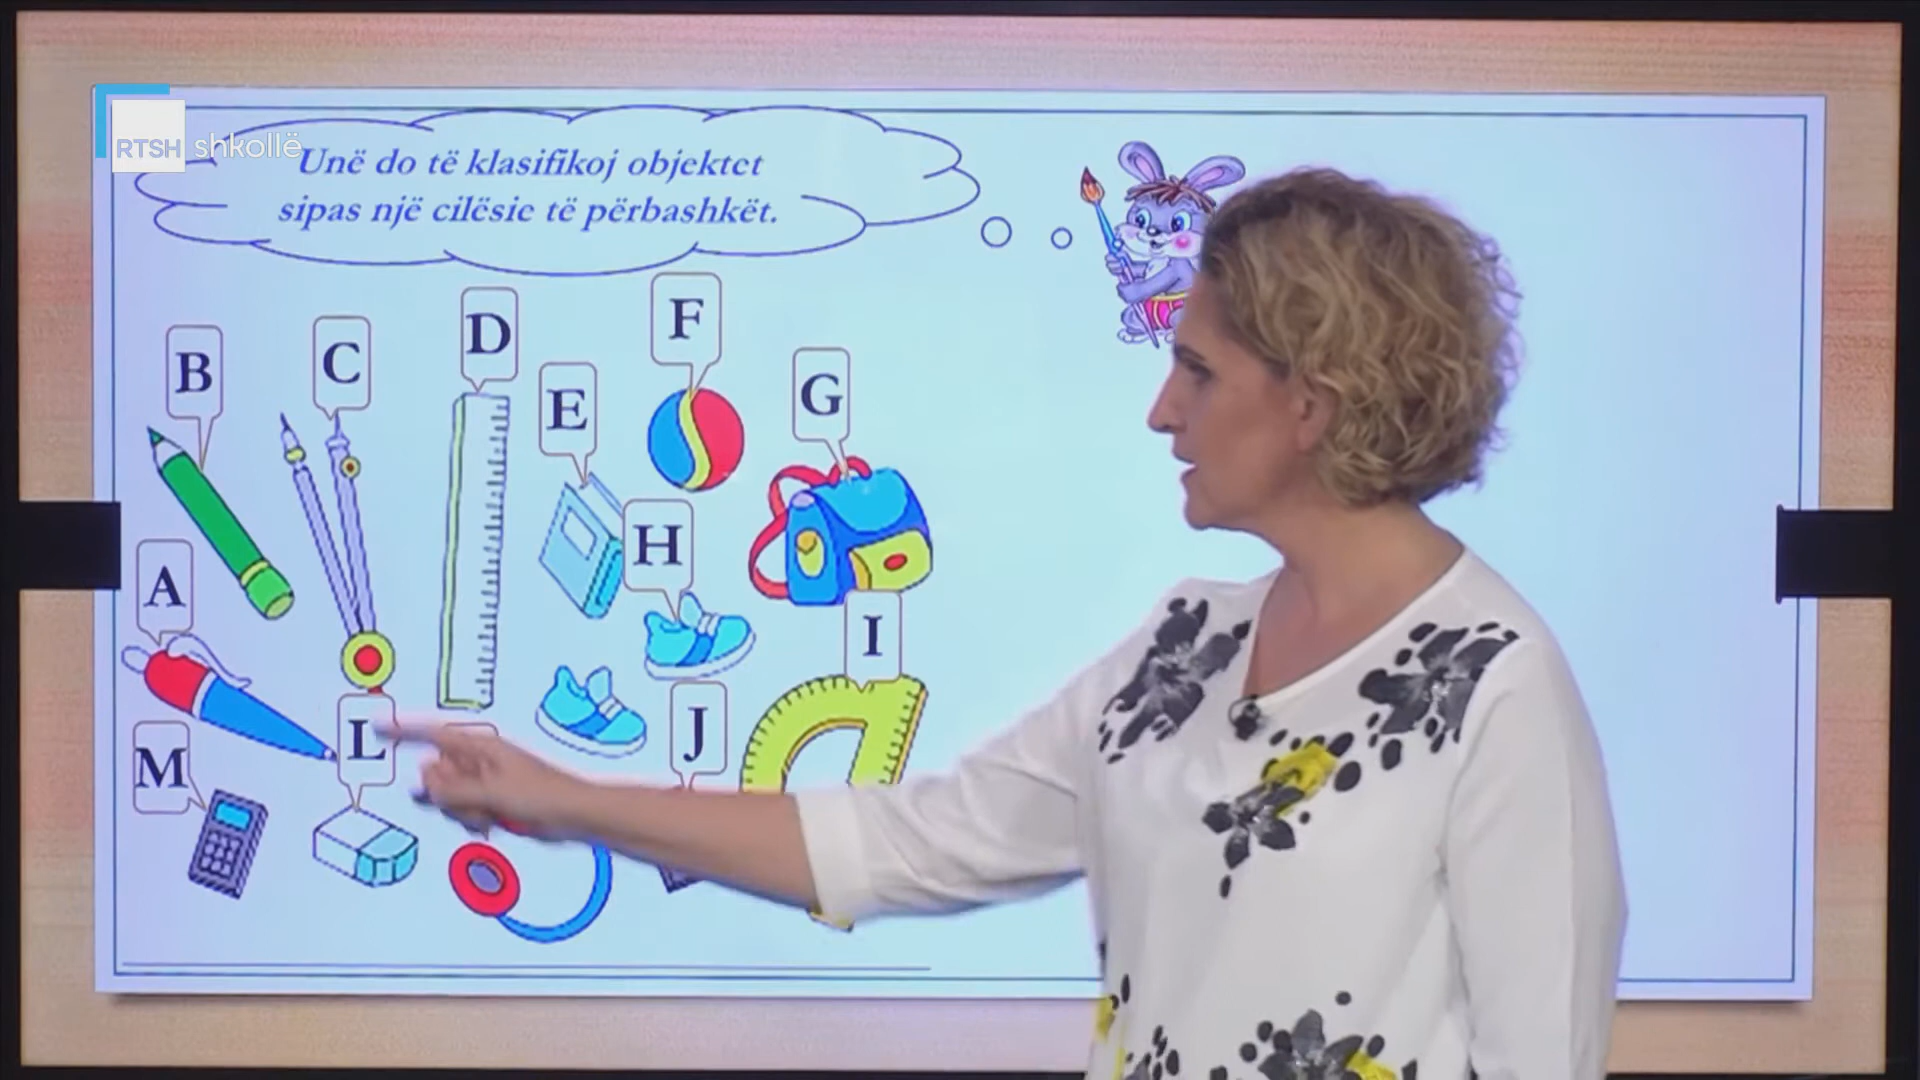 RTSH shkollë
Unë do të klasifikoj objektet
sipas një cilësie të përbashkët.
B
C
D
E
F
G
H
A
I
L
J
M